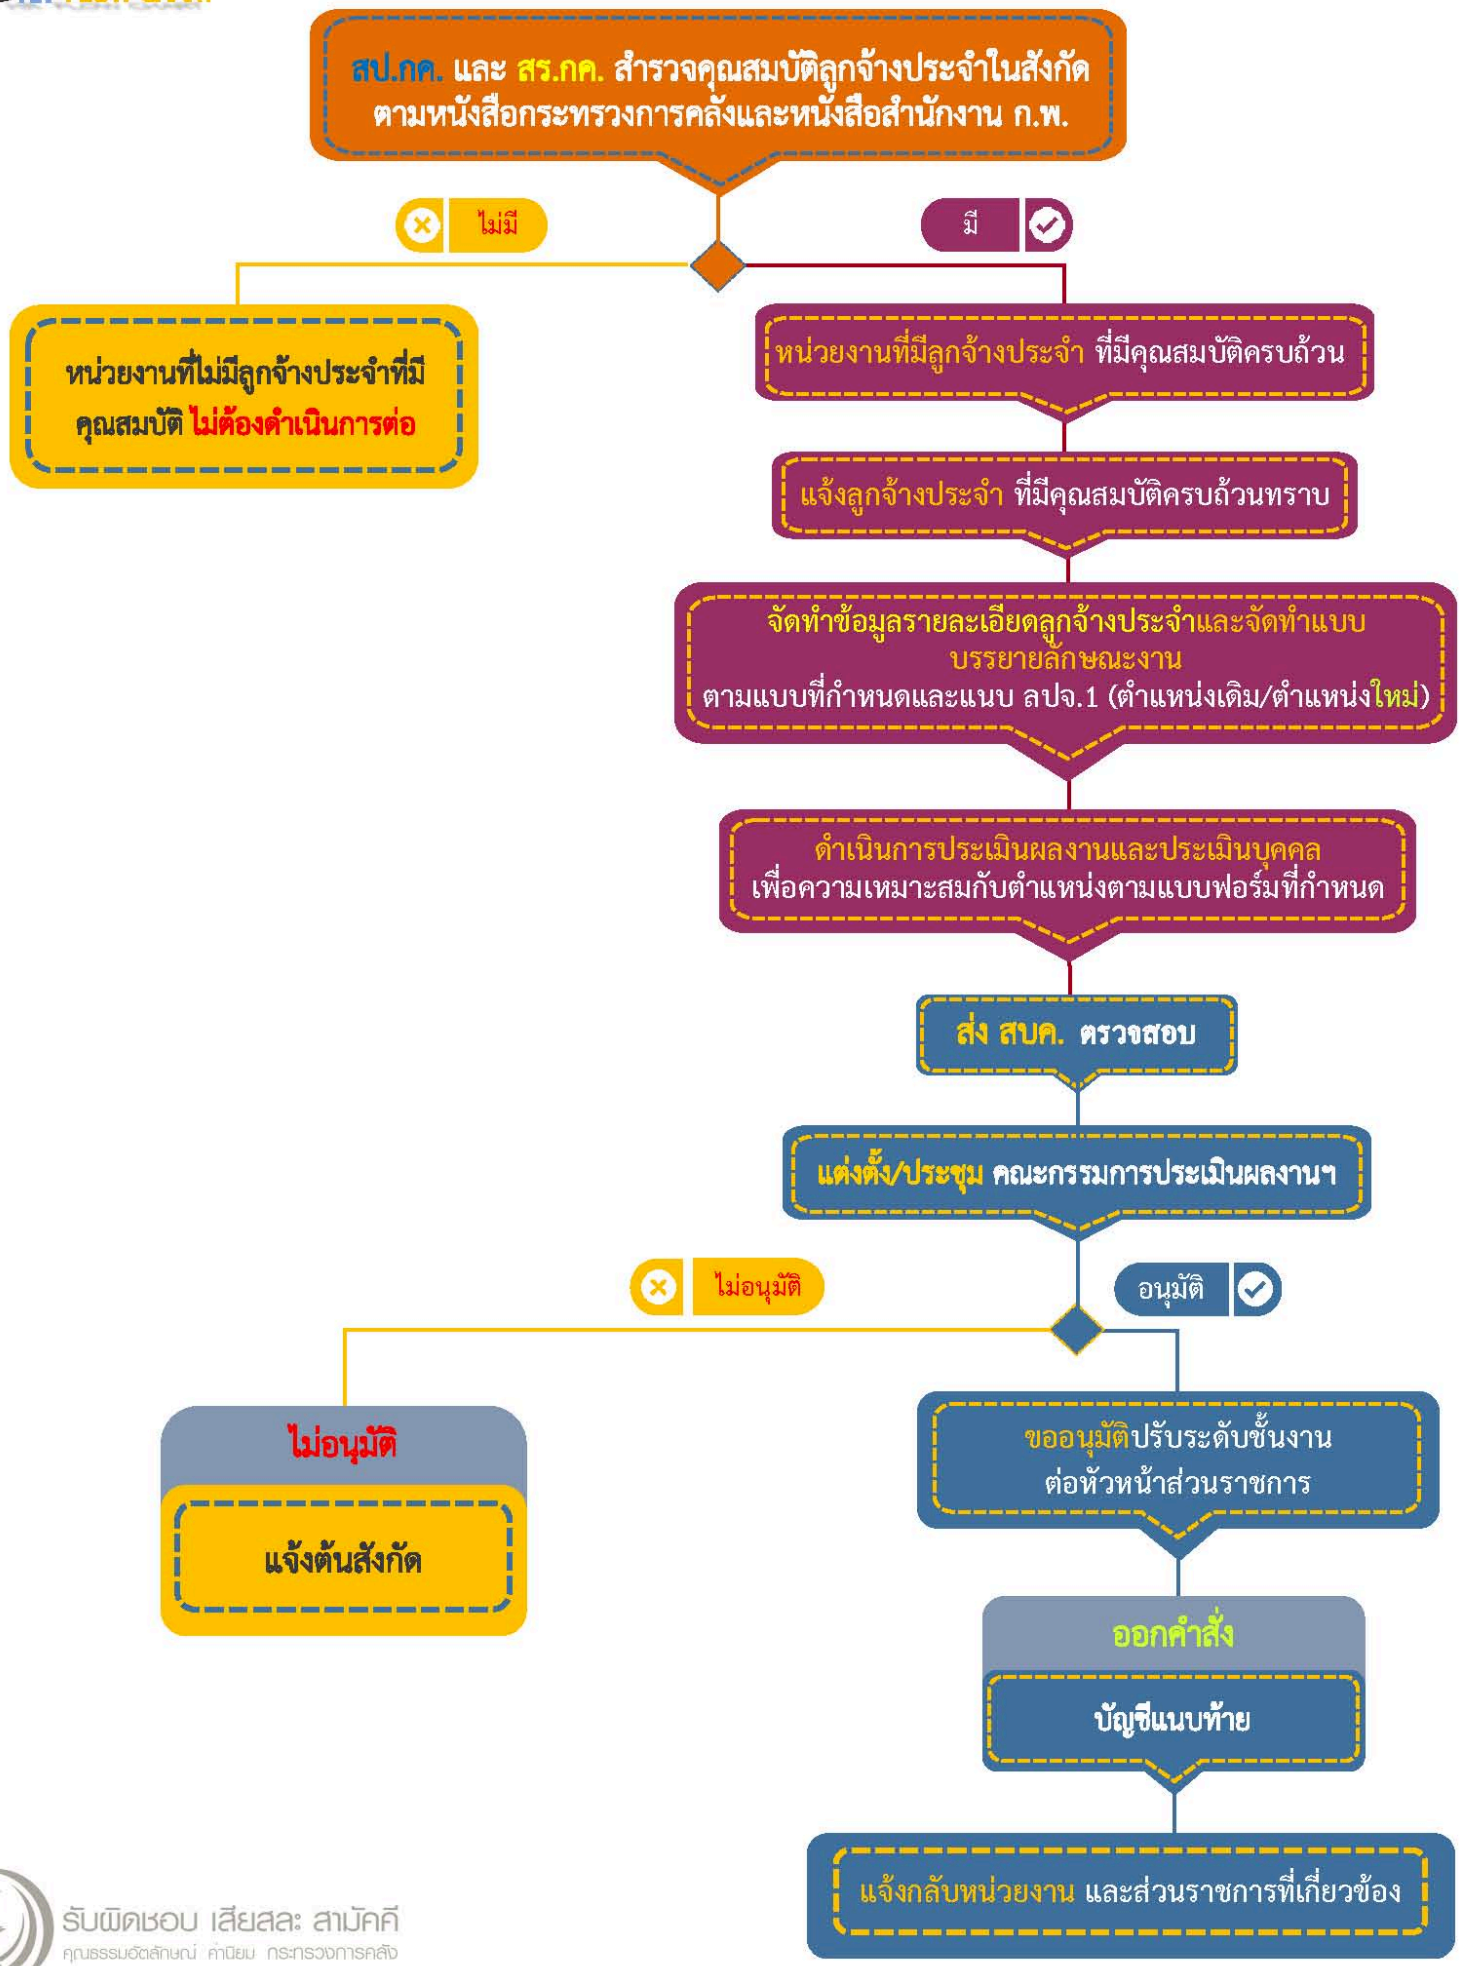 สป.กค. และ สร.กค. สำรวจคุณสมบัติลูกจ้างประจำในสังกัด
ตามหนังสือกระทรวงการคลังและหนังสือสำนักงาน ก.พ.
ไม่มี
มี
หน่วยงานที่ไม่มีลูกจ้างประจำที่มี
คุณสมบัติ ไม่ต้องดำเนินการต่อ
หน่วยงานที่มีลูกจ้างประจำ ที่มีคุณสมบัติครบถ้วน
แจ้งลูกจ้างประจำ ที่มีคุณสมบัติครบถ้วนทราบ
จัดทำข้อมูลรายละเอียดลูกจ้างประจำและจัดทำแบบ
บรรยายลักษณะงาน
ตามแบบที่กำหนดและแนบ ลปจ.1 (ตำแหน่งเดิม/ตำแหน่งใหม่)
ดำเนินการประเมินผลงานและประเมินบุคคล
เพื่อความเหมาะสมกับตำแหน่งตามแบบฟอร์มที่กำหนด
ส่ง สบค. ตรวจสอบ
แต่งตั้ง/ประชุม คณะกรรมการประเมินผลงานฯ
ไม่อนุมัติ
อนุมัติ
ไม่อนุมัติ
แจ้งต้นสังกัด
ขออนุมัติปรับระดับชั้นงาน
ต่อหัวหน้าส่วนราชการ
ออกคำสั่ง
บัญชีแนบท้าย
แจ้งกลับหน่วยงาน และส่วนราชการที่เกี่ยวข้อง
รับผิดชอบ เสียสละ สามัคคี
คุณธรรมอัตลักษณ์ ค่านิยม กระทรวงการคลัง